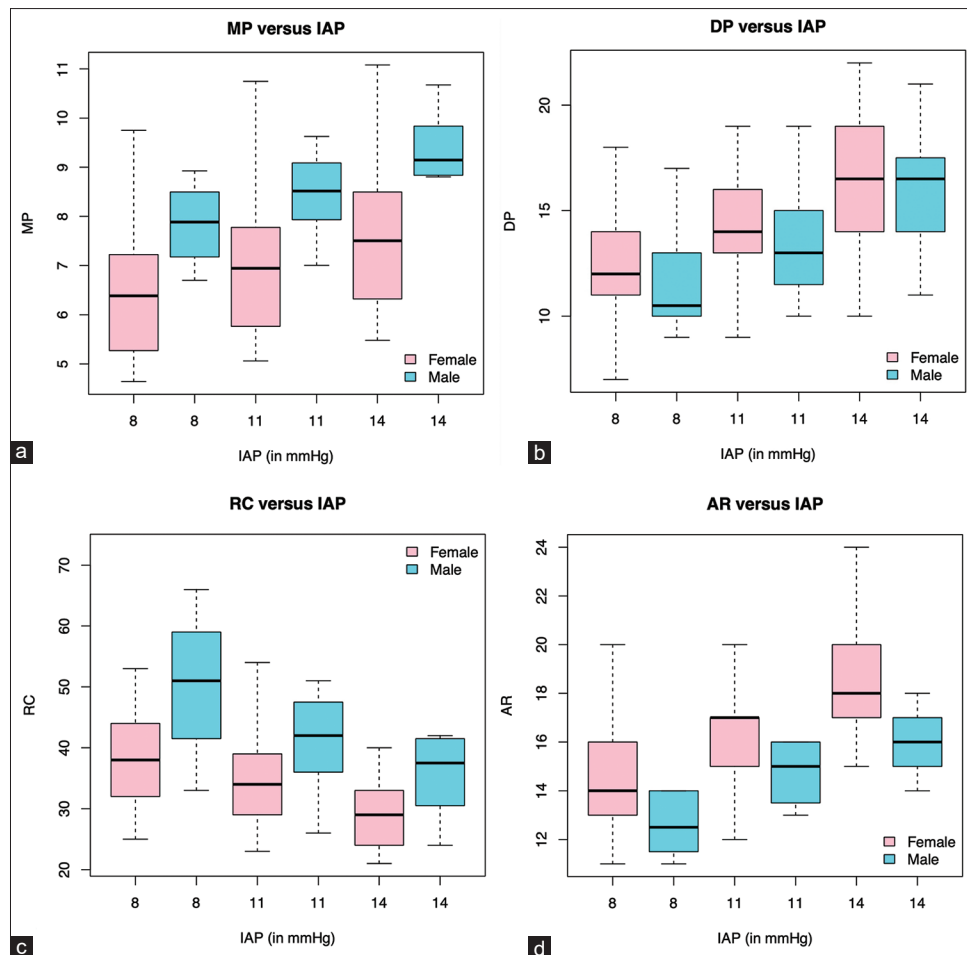 MP versus IAP
MP
11
10
9
8
7
6
5
Female
Male
8 8 11 11 14 14
IAP (in mmHg)
a
DP versus IAP
DP
20
15
10
Female
Male
8 8 11 11 14 14
IAP (in mmHg)
b
RC versus IAP
RC
70
60
50
40
30
20
Female
Male
8 8 11 11 14 14
IAP (in mmHg)
c
AR versus IAP
AR
24
22
20
18
16
14
12
Female
Male
8 8 11 11 14 14
IAP (in mmHg)
d